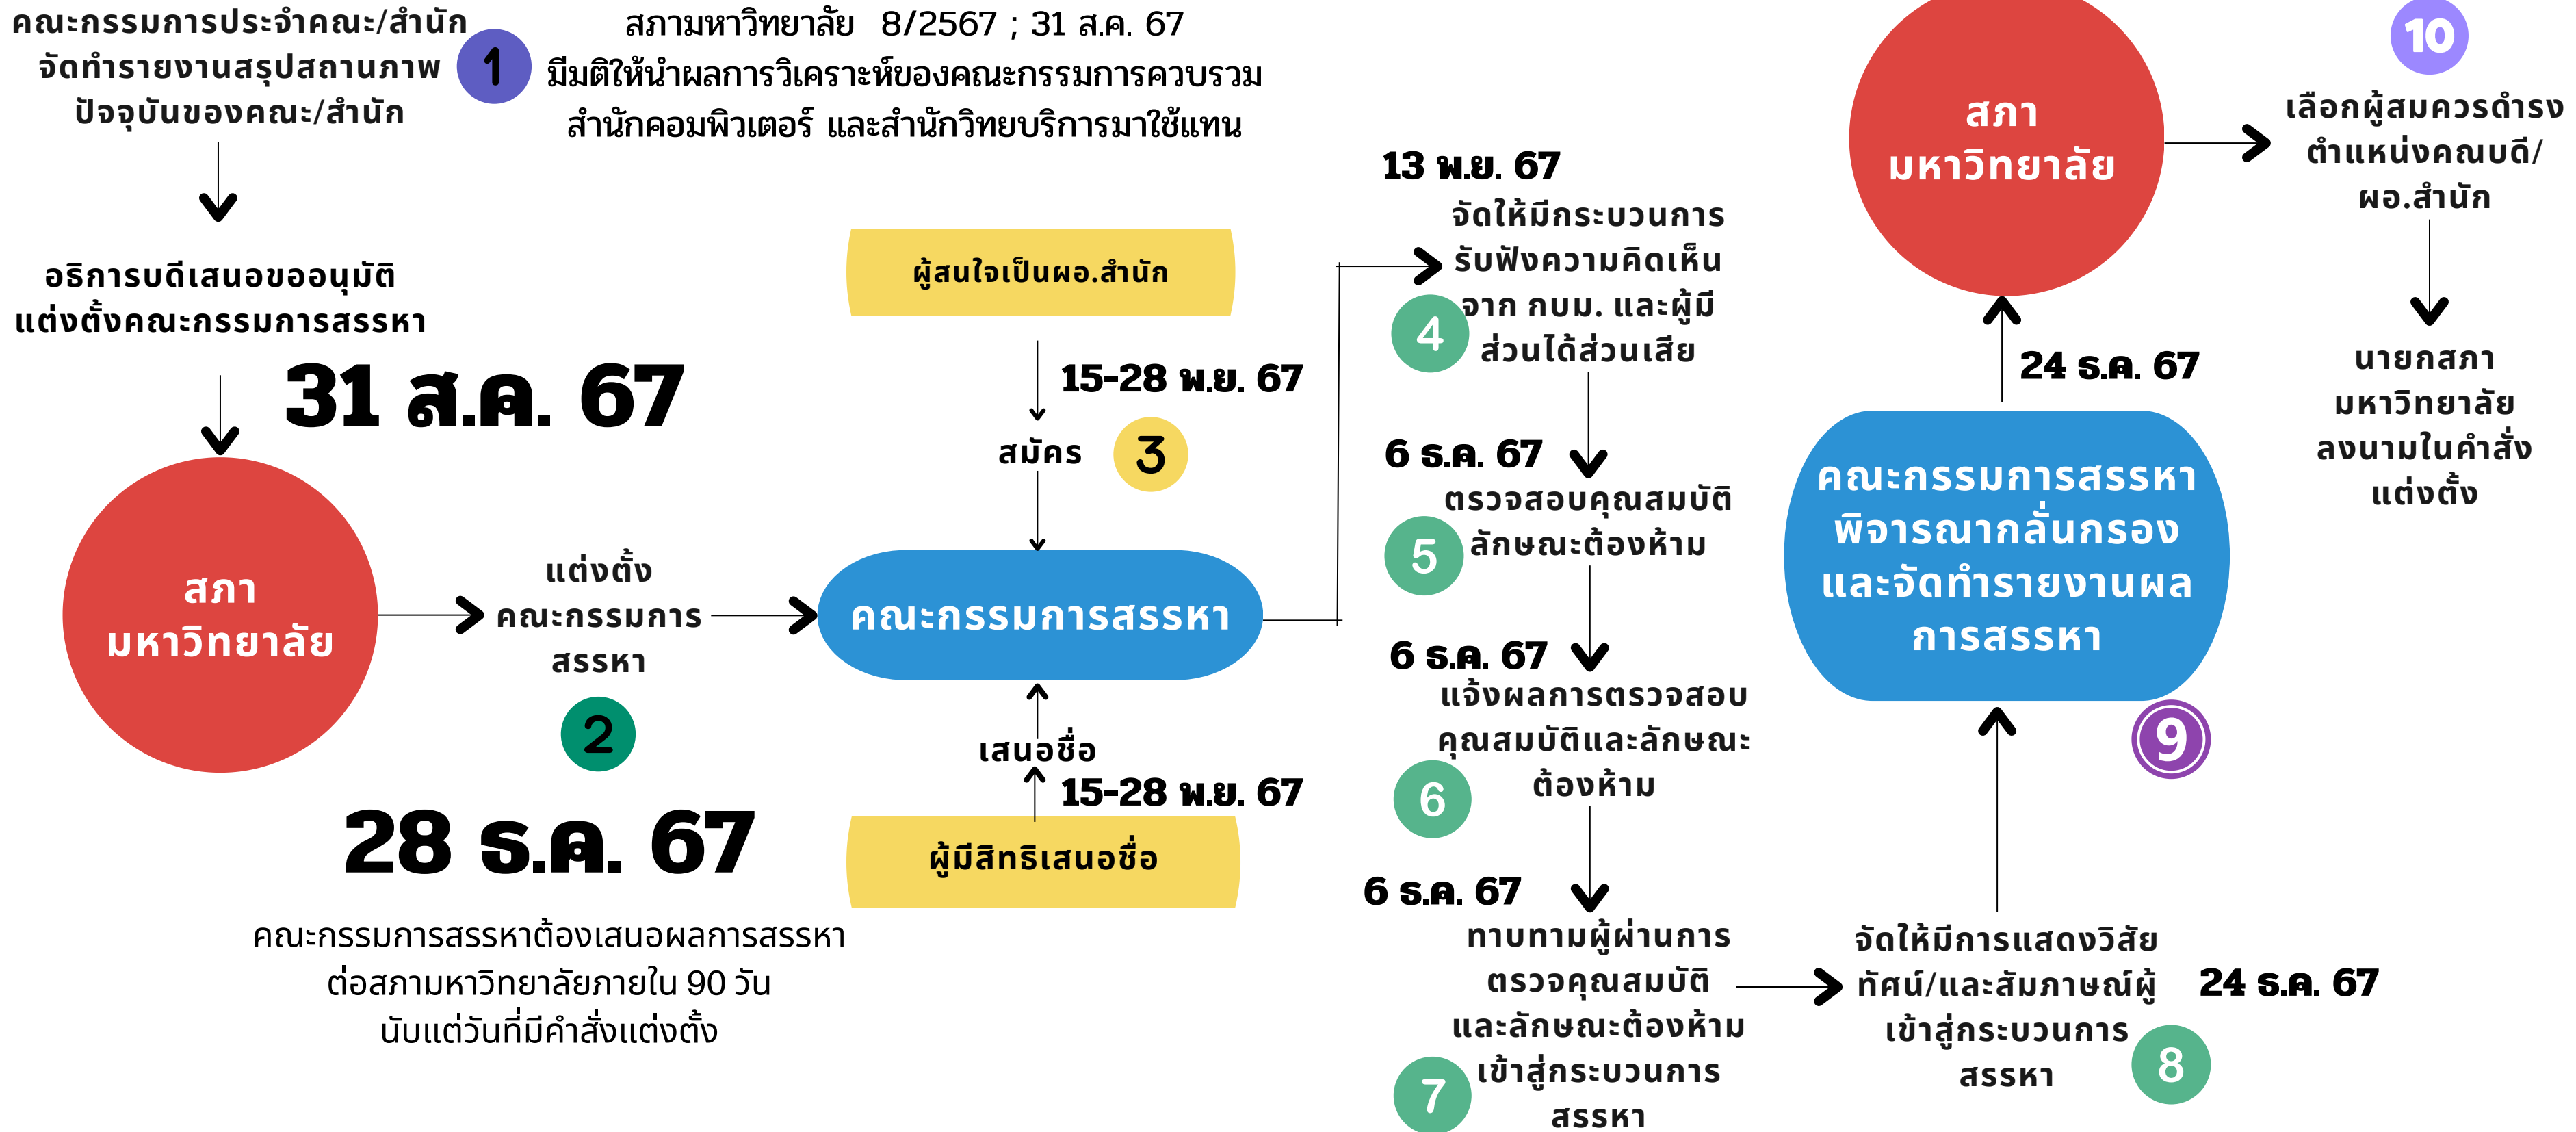 คณะกรรมการประจำคณะ/สำนัก
จัดทำรายงานสรุปสถานภาพ
ปัจจุบันของคณะ/สำนัก
1
สภามหาวิทยาลัย 8/2567 ; 31 ส.ค. 67
มีมติให้นำผลการวิเคราะห์ของคณะกรรมการควบรวม
สำนักคอมพิวเตอร์ และสำนักวิทยบริการมาใช้แทน
อธิการบดีเสนอขออนุมัติ
แต่งตั้งคณะกรรมการสรรหา
31 ส.ค. 67
สภา
มหาวิทยาลัย
แต่งตั้ง
คณะกรรมการ
สรรหา
2
28 ธ.ค. 67
คณะกรรมการสรรหาต้องเสนอผลการสรรหา
ต่อสภามหาวิทยาลัยภายใน 90 วัน
นับแต่วันที่มีคำสั่งแต่งตั้ง
ผู้สนใจเป็นผอ.สำนัก
15-28 พ.ย. 67
สมัคร
3
คณะกรรมการสรรหา
เสนอชื่อ
15-28 พ.ย. 67
ผู้มีสิทธิเสนอชื่อ
13 พ.ย. 67
จัดให้มีกระบวนการ
รับฟังความคิดเห็น
จาก กบม. และผู้มี
ส่วนได้ส่วนเสีย
4
6 ธ.ค. 67
ตรวจสอบคุณสมบัติ
ลักษณะต้องห้าม
5
6 ธ.ค. 67
แจ้งผลการตรวจสอบ
คุณสมบัติและลักษณะ
ต้องห้าม
6
6 ธ.ค. 67
ทาบทามผู้ผ่านการ
ตรวจคุณสมบัติ
และลักษณะต้องห้าม
เข้าสู่กระบวนการ
สรรหา
7
จัดให้มีการแสดงวิสัย
ทัศน์/และสัมภาษณ์ผู้
เข้าสู่กระบวนการ
สรรหา
24 ธ.ค. 67
8
คณะกรรมการสรรหา
พิจารณากลั่นกรอง
และจัดทำรายงานผล
การสรรหา
9
24 ธ.ค. 67
สภา
มหาวิทยาลัย
10
เลือกผู้สมควรดำรง
ตำแหน่งคณบดี/
ผอ.สำนัก
นายกสภา
มหาวิทยาลัย
ลงนามในคำสั่ง
แต่งตั้ง